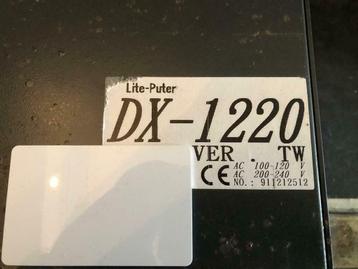 Lite-Puter
DX-1220
VER . TW
AC 100-120 V
AC 200-240 V
CE NO.: 911212512